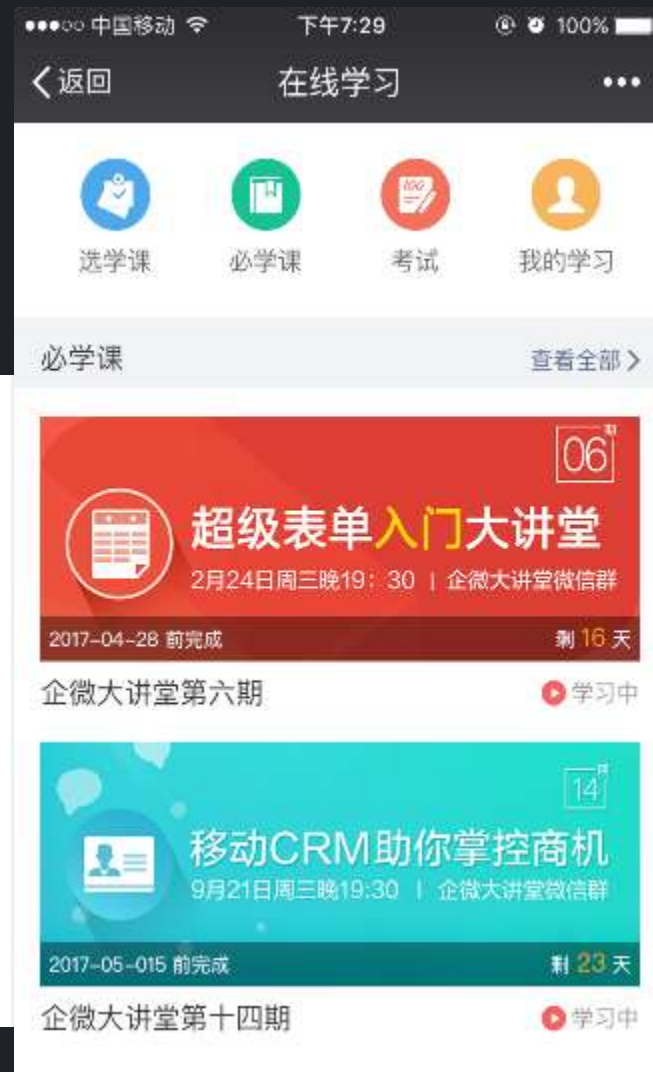 中国移动 下午7:29 100%
返回 在线学习
选学课 必学课 考试 我的学习
必学课 查看全部
06期
超级表单入门大讲堂
2月24日周三晚19：30 | 企微大讲堂微信群
2017-04-28 前完成 剩 16 天
企微大讲堂第六期 学习中
14期
移动CRM助你掌控商机
9月21日周三晚19:30 | 企微大讲堂微信群
2017-05-015 前完成 剩 23 天
企微大讲堂第十四期 学习中